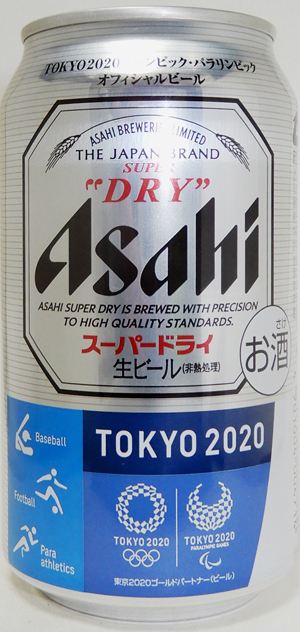 TOKYO2020 ンピック・パラリンピック
オフィシャルビール
ASAHI BREWERIES LIMITED
THE JAPAN BRAND
SUPER
"DRY"
Asahi
ASAHI SUPER DRY IS BREWED WITH PRECISION
TO HIGH QUALITY STANDARDS.
スーパードライ
生ビール(非熱処理)
さけ
お酒
Baseball
Football
Para
athletics
TOKYO 2020
TOKYO 2020
TOKYO 2020
PARALYMPIC GAMES
東京2020ゴールドパートナー(ビール)